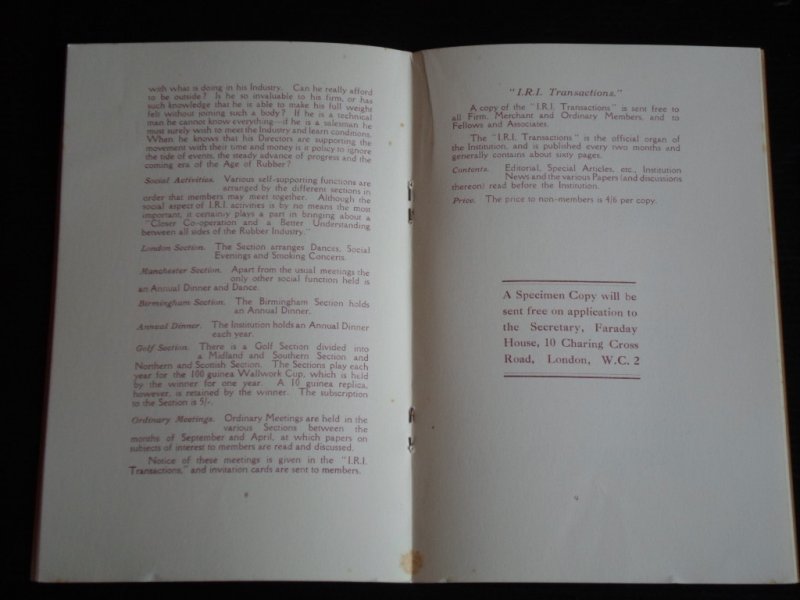 with what is doing in his Industry. Can he really afford
to be outside? Is he so invaluable to his firm, or has
such knowledge that he is able to make his full weight
felt without joining such a body? If he is a technical
man he cannot know everything—if he is a salesman he
must surely wish to meet the Industry and learn conditions.
When he knows that his Directors are supporting the
movement with their time and money is it policy to ignore
the tide of events, the steady advance of progress and the
coming era of the Age of Rubber?
Social Activities. Various self-supporting functions are
arranged by the different sections in
order that members may meet together. Although the
social aspect of I.R.I. activities is by no means the most
important, it certainly plays a part in bringing about a
"Closer Co-operation and a Better Understanding
between all sides of the Rubber Industry."
London Section. The Section arranges Dances, Social
Evenings and Smoking Concerts.
Manchester Section. Apart from the usual meetings the
only other social function held is
an Annual Dinner and Dance.
Birmingham Section. The Birmingham Section holds
an Annual Dinner.
Annual Dinner. The Institution holds an Annual Dinner
each year.
Golf Section. There is a Golf Section divided into
a Midland and Southern Section and
Northern and Scottish Section. The Sections play each
year for the 100 guinea Wallwork Cup, which is held
by the winner for one year. A 10 guinea replica,
however, is retained by the winner. The subscription
to the Section is 5/-.
Ordinary Meetings. Ordinary Meetings are held in the
various Sections between the
months of September and April, at which papers on
subjects of interest to members are read and discussed.
Notice of these meetings is given in the "I.R.I.
Transactions," and invitation cards are sent to members.
8
"I.R.I. Transactions."
A copy of the "I.R.I. Transactions" is sent free to
all Firm, Merchant and Ordinary Members, and to
Fellows and Associates.
The "I.R.I. Transactions" is the official organ of
the Institution, and is published every two months and
generally contains about sixty pages.
Contents. Editorial, Special Articles, etc., Institution
News and the various Papers (and discussions
thereon) read before the Institution.
Price. The price to non-members is 4/6 per copy.
A Specimen Copy will be
sent free on application to
the Secretary, Faraday
House, 10 Charing Cross
Road, London, W.C. 2
9